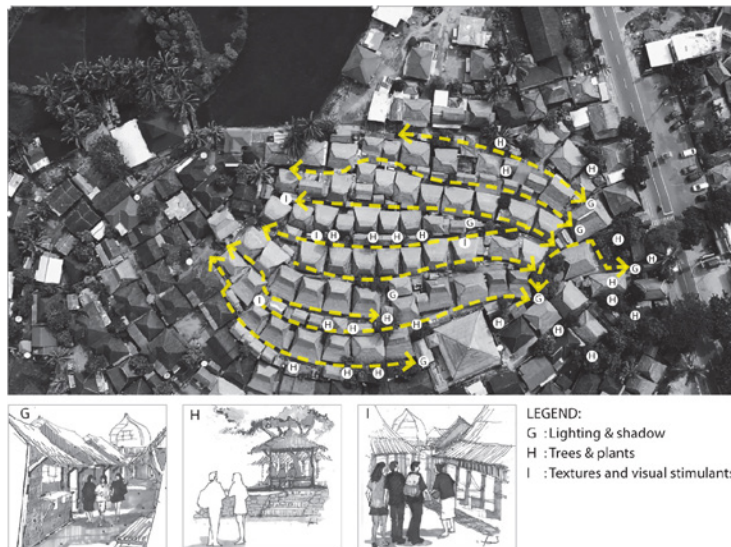 H
H
H
I
G
G
G
I H H H H I H
H
G
H
G G H
I
H H
H H H H
H
H
G
H H H
G H I
LEGEND:
G : Lighting & shadow
H : Trees & plants
I : Textures and visual stimulants